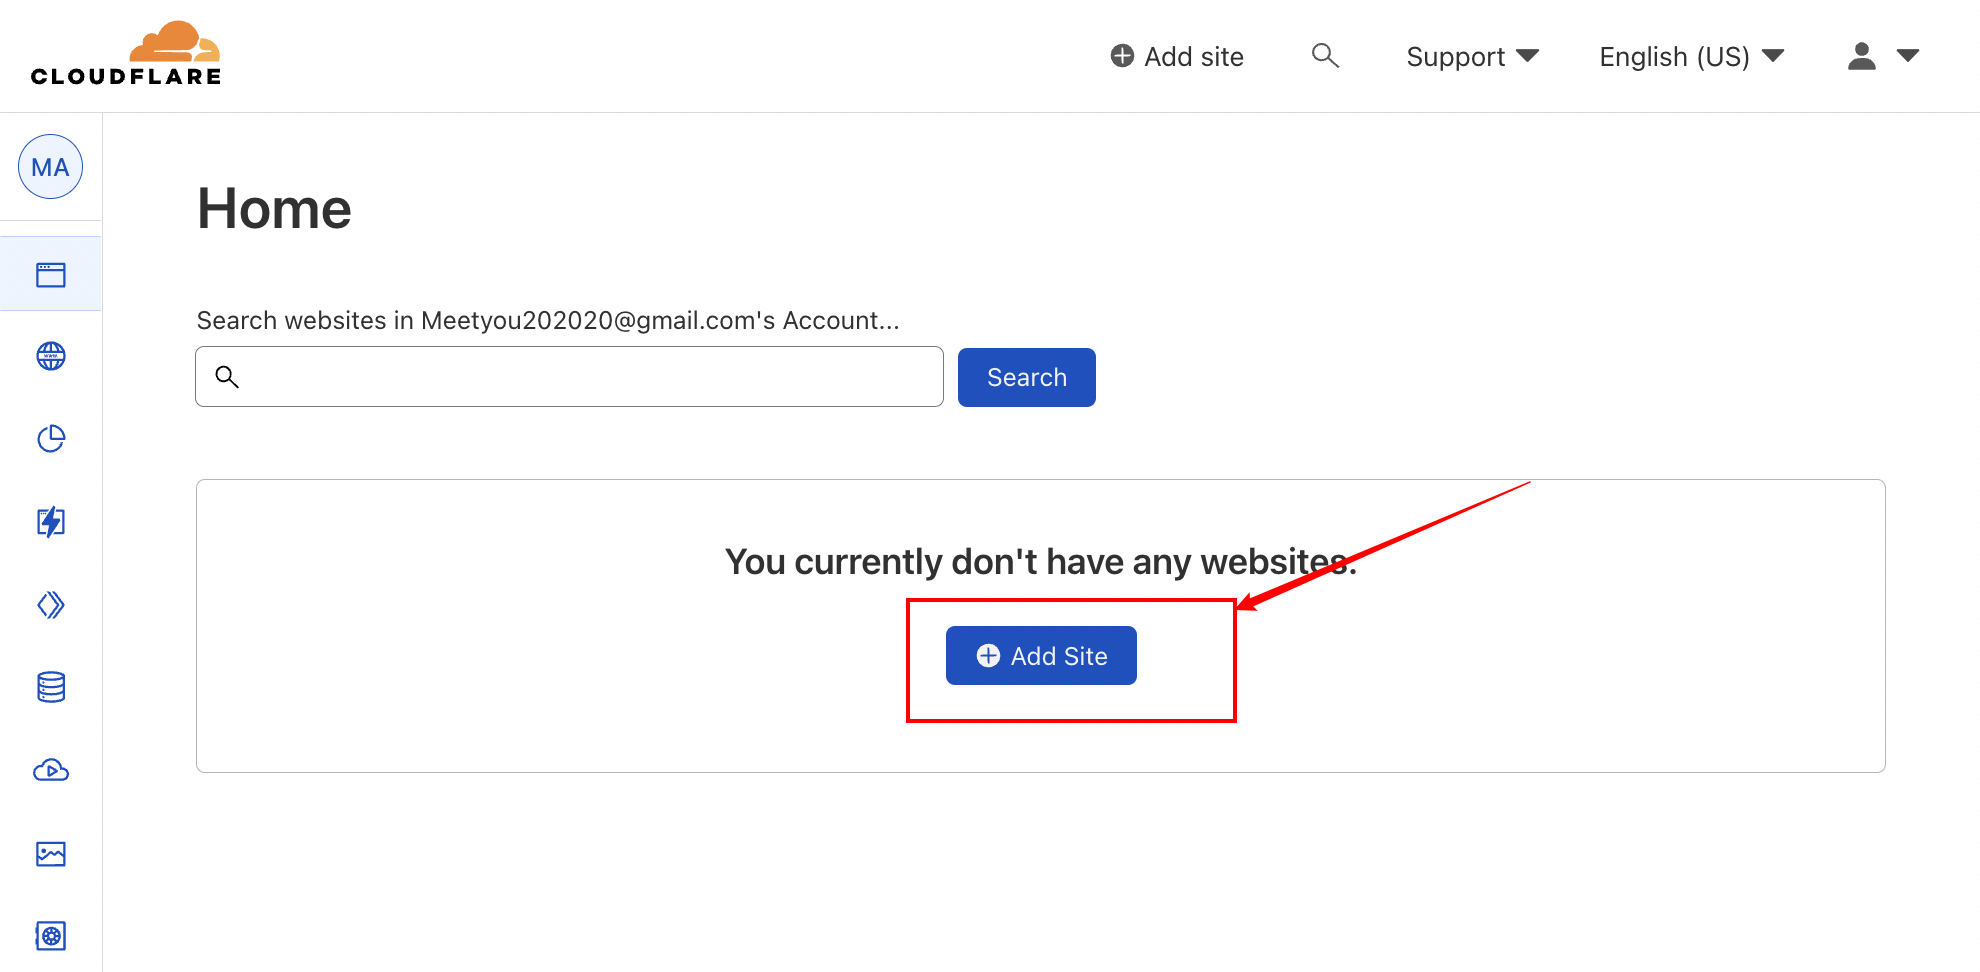 CLOUDFLARE
Add site
Support
English (US)
MA
Home
Search websites in Meetyou202020@gmail.com's Account...
Search
You currently don't have any websites.
Add Site
www